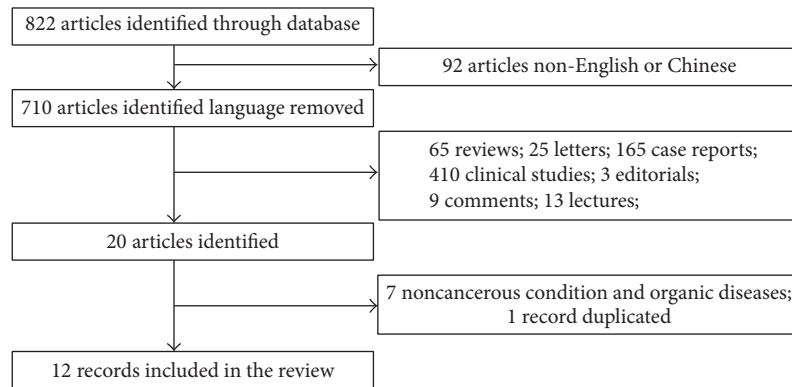 822 articles identified through database
92 articles non-English or Chinese
710 articles identified language removed
65 reviews; 25 letters; 165 case reports;
410 clinical studies; 3 editorials;
9 comments; 13 lectures;
20 articles identified
7 noncancerous condition and organic diseases;
1 record duplicated
12 records included in the review